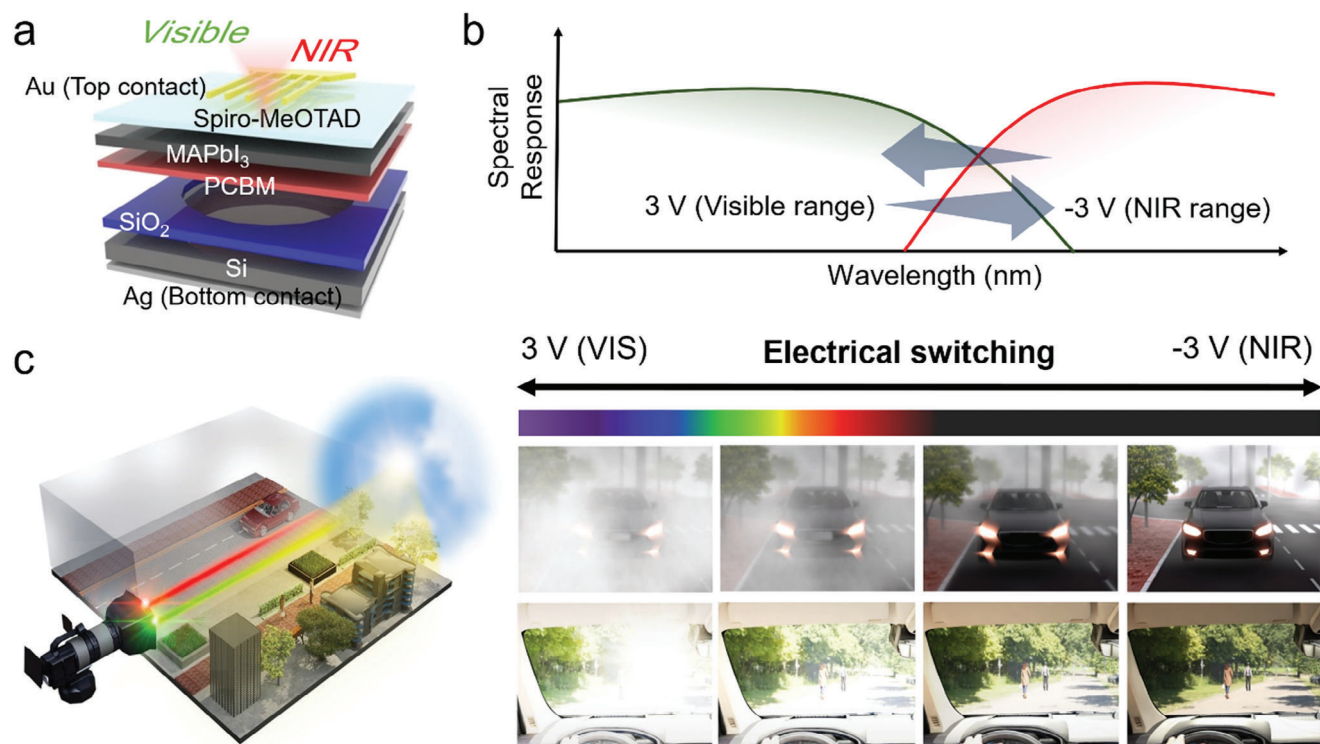 a
Visible
NIR
Au (Top contact)
Spiro-MeOTAD
MAPbI₃
PCBM
SiO₂
Si
Ag (Bottom contact)
b
Spectral
Response
3 V (Visible range)
-3 V (NIR range)
Wavelength (nm)
c
3 V (VIS)
Electrical switching
-3 V (NIR)